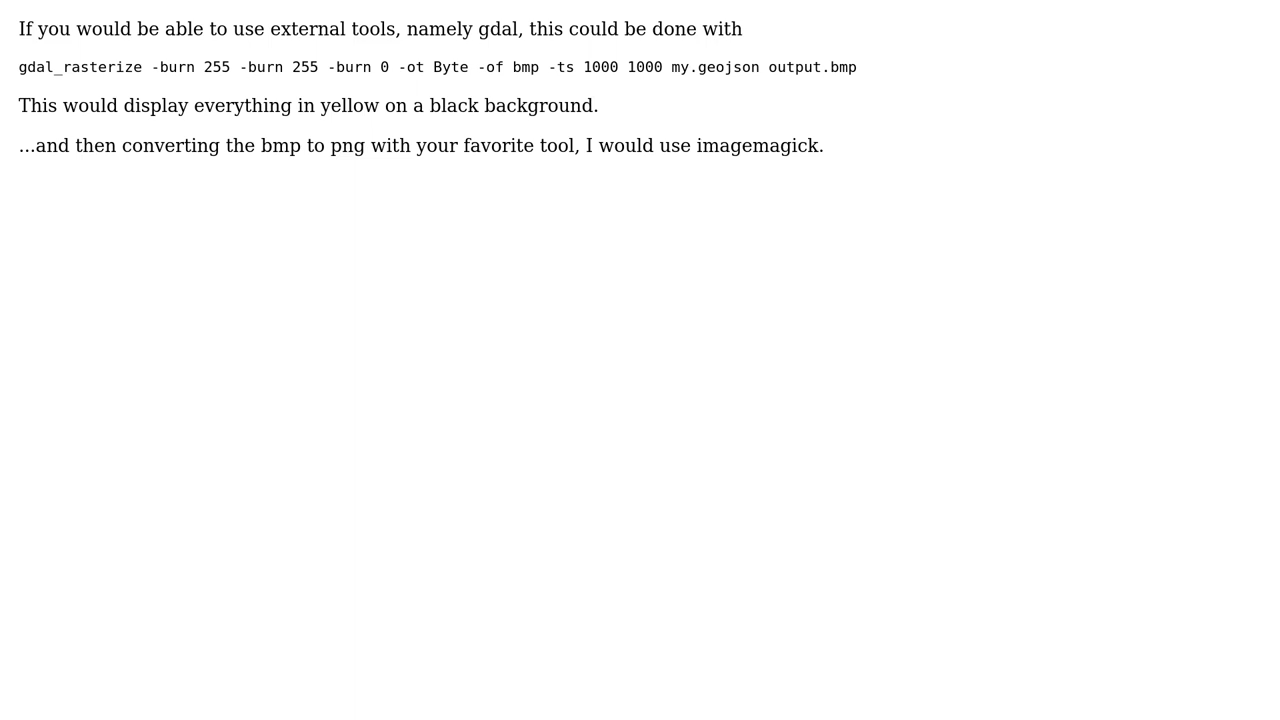 If you would be able to use external tools, namely gdal, this could be done with
gdal_rasterize -burn 255 -burn 255 -burn 0 -ot Byte -of bmp -ts 1000 1000 my.geojson output.bmp
This would display everything in yellow on a black background.
...and then converting the bmp to png with your favorite tool, I would use imagemagick.